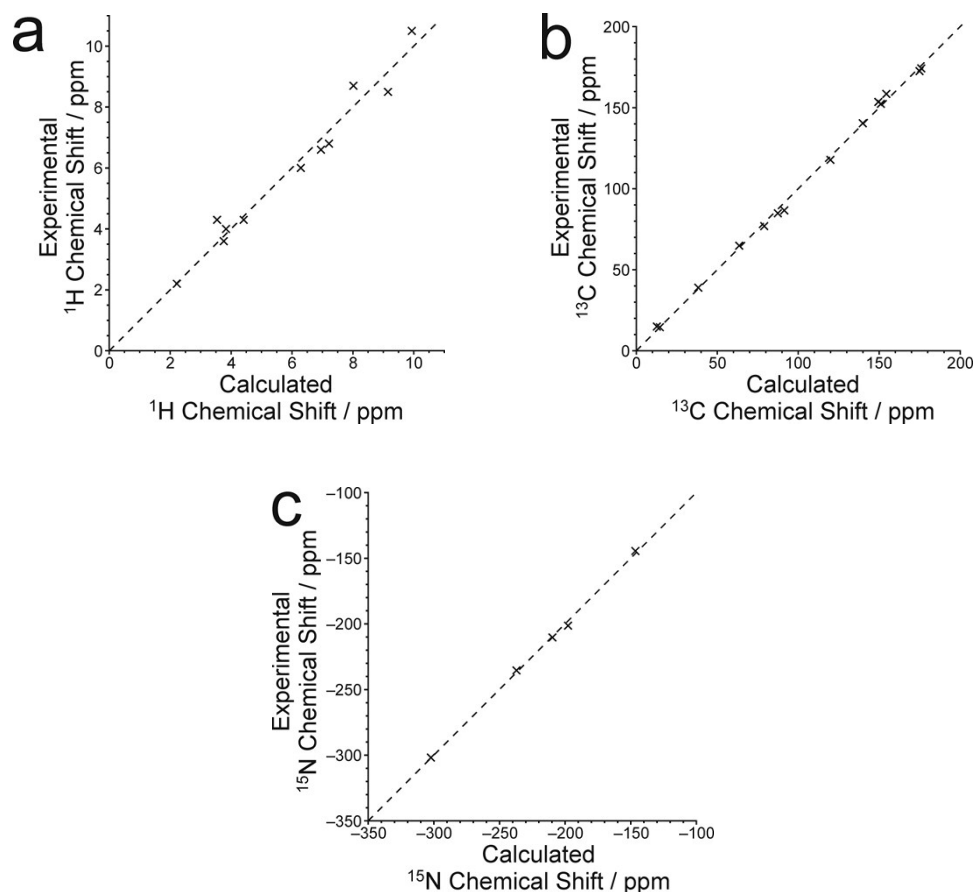 a
Experimental
¹H Chemical Shift / ppm
10
8
6
4
2
0
0 2 4 6 8 10
Calculated
¹H Chemical Shift / ppm
b
Experimental
¹³C Chemical Shift / ppm
200
150
100
50
0
0 50 100 150 200
Calculated
¹³C Chemical Shift / ppm
c
Experimental
¹⁵N Chemical Shift / ppm
–100
–150
–200
–250
–300
–350
–350 –300 –250 –200 –150 –100
Calculated
¹⁵N Chemical Shift / ppm